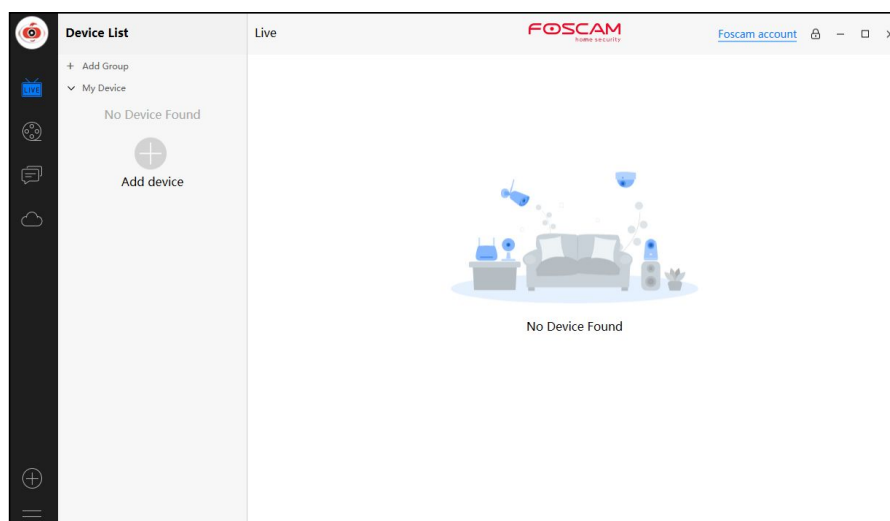 Device List
Live
FOSCAM
home security
Foscam account
+ Add Group
My Device
No Device Found
Add device
LIVE
No Device Found